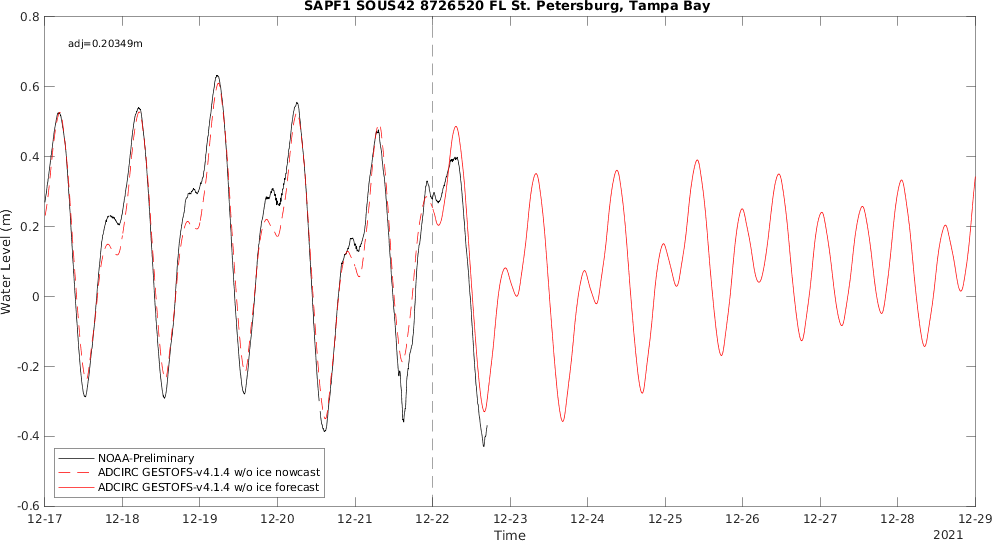 SAPF1 SOUS42 8726520 FL St. Petersburg, Tampa Bay
adj=0.20349m
Water Level (m)
0.8
0.6
0.4
0.2
0
-0.2
-0.4
-0.6
NOAA-Preliminary
ADCIRC GESTOFS-v4.1.4 w/o ice nowcast
ADCIRC GESTOFS-v4.1.4 w/o ice forecast
12-17 12-18 12-19 12-20 12-21 12-22 12-23 12-24 12-25 12-26 12-27 12-28 12-29
Time
2021